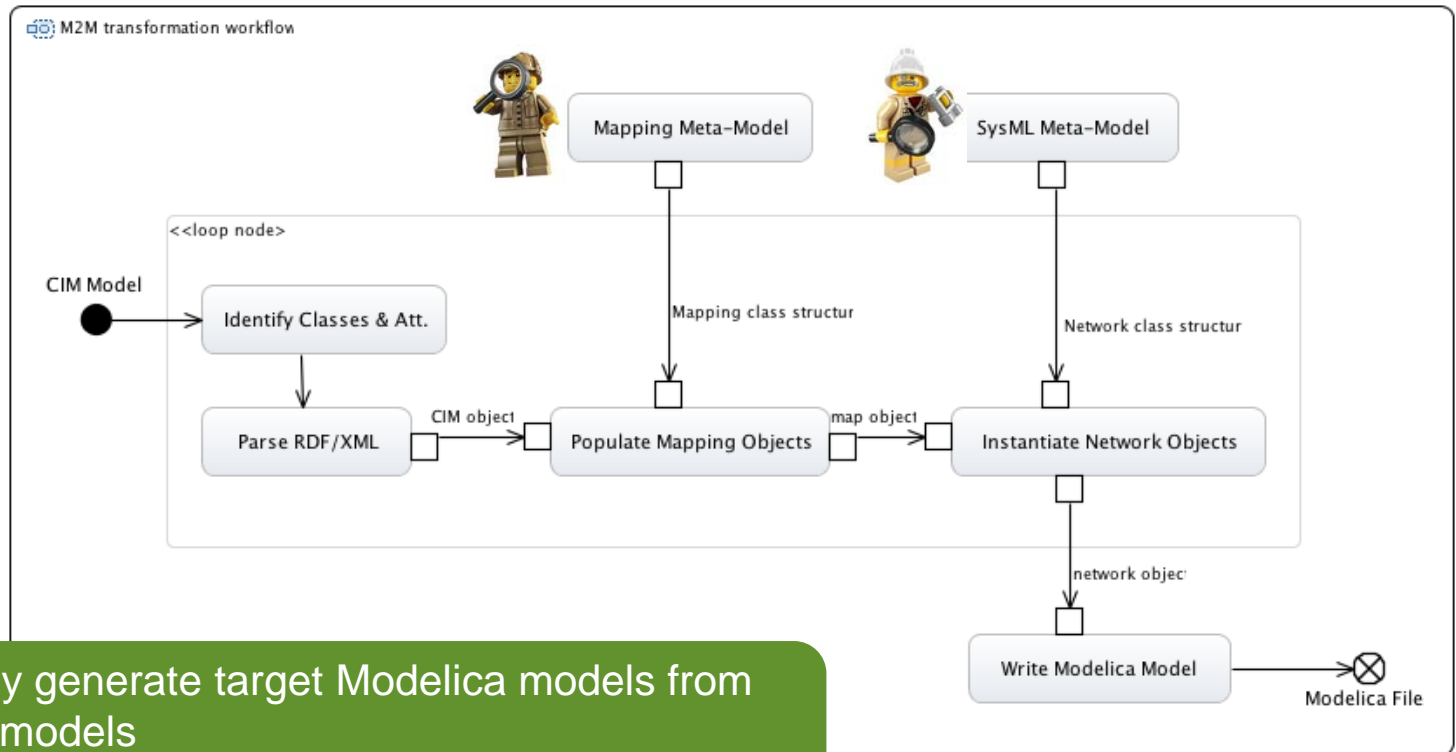 M2M transformation workflow
Mapping Meta-Model
SysML Meta-Model
<<loop node>
CIM Model
Identify Classes & Att.
Mapping class structur
Network class structur
Parse RDF/XML
CIM object
Populate Mapping Objects
map object
Instantiate Network Objects
network objec
Write Modelica Model
Modelica File
y generate target Modelica models from
models